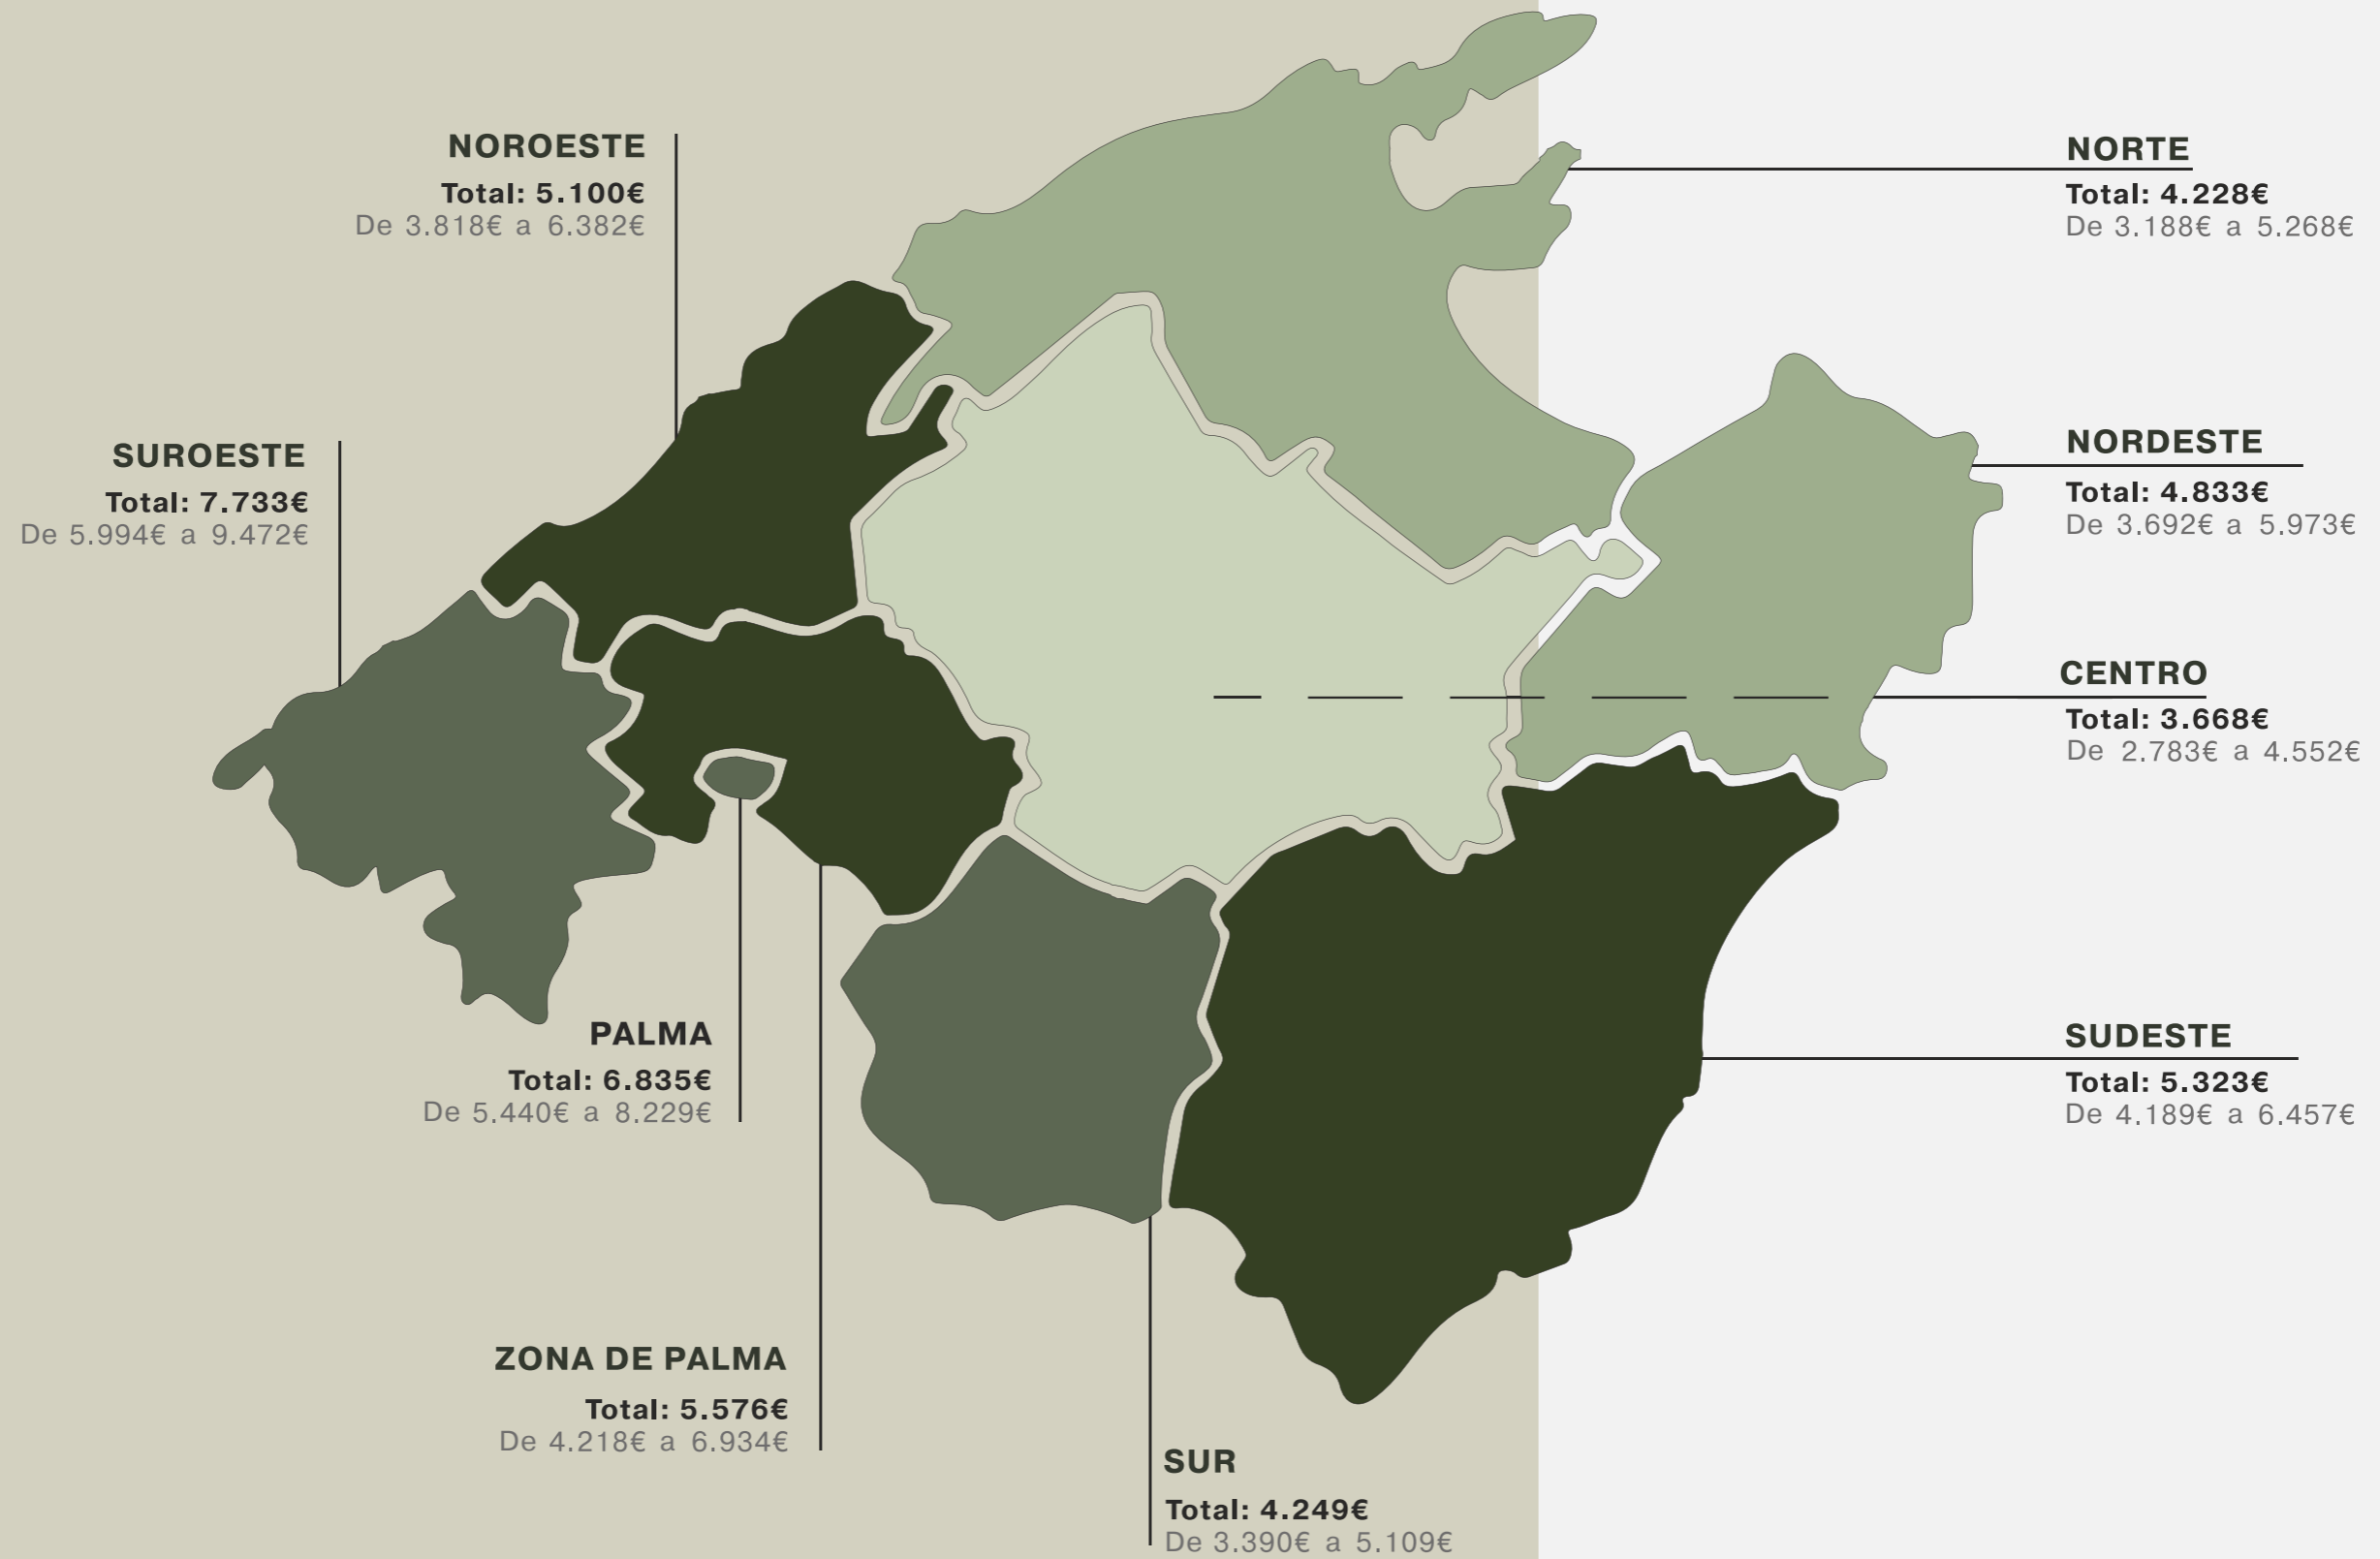 NOROESTE
Total: 5.100€
De 3.818€ a 6.382€
NORTE
Total: 4.228€
De 3.188€ a 5.268€
SUROESTE
Total: 7.733€
De 5.994€ a 9.472€
NORDESTE
Total: 4.833€
De 3.692€ a 5.973€
CENTRO
Total: 3.668€
De 2.783€ a 4.552€
PALMA
Total: 6.835€
De 5.440€ a 8.229€
SUDESTE
Total: 5.323€
De 4.189€ a 6.457€
ZONA DE PALMA
Total: 5.576€
De 4.218€ a 6.934€
SUR
Total: 4.249€
De 3.390€ a 5.109€